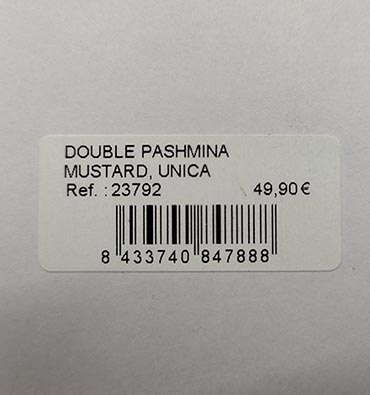 DOUBLE PASHMINA
MUSTARD, UNICA
Ref. : 23792 49,90€
8 433740 847888